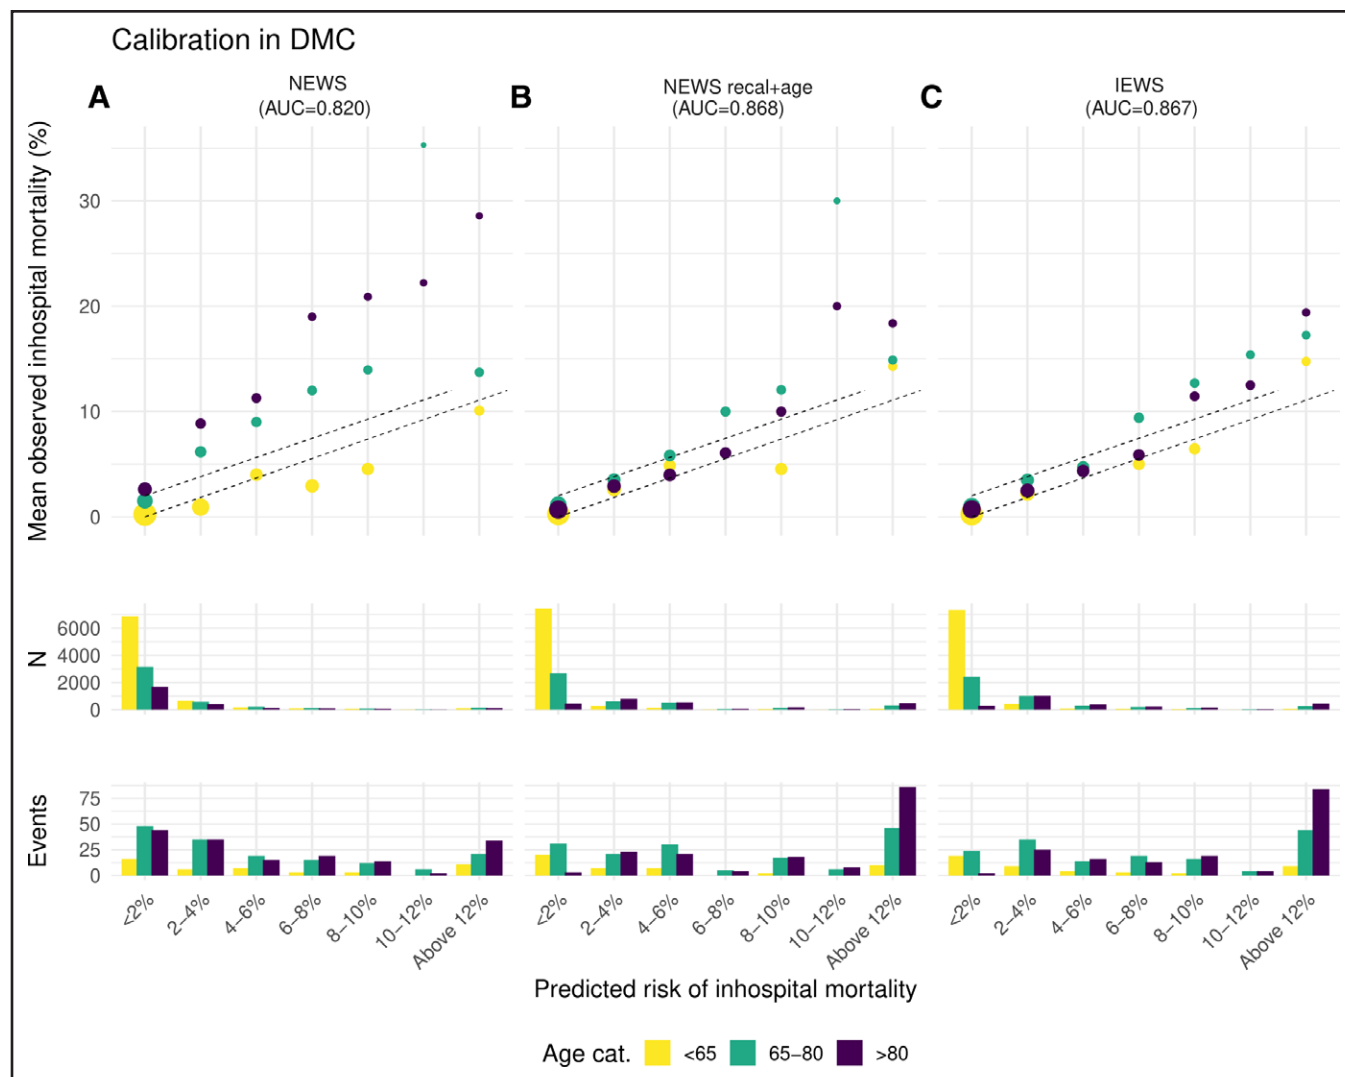 Calibration in DMC
A
NEWS
(AUC=0.820)
B
NEWS recal+age
(AUC=0.868)
C
IEWS
(AUC=0.867)
Mean observed inhospital mortality (%)
30
20
10
0
N
6000
4000
2000
0
Events
75
50
25
0
<2% 2–4% 4–6% 6–8% 8–10% 10–12% Above 12%
<2% 2–4% 4–6% 6–8% 8–10% 10–12% Above 12%
<2% 2–4% 4–6% 6–8% 8–10% 10–12% Above 12%
Predicted risk of inhospital mortality
Age cat. <65 65–80 >80